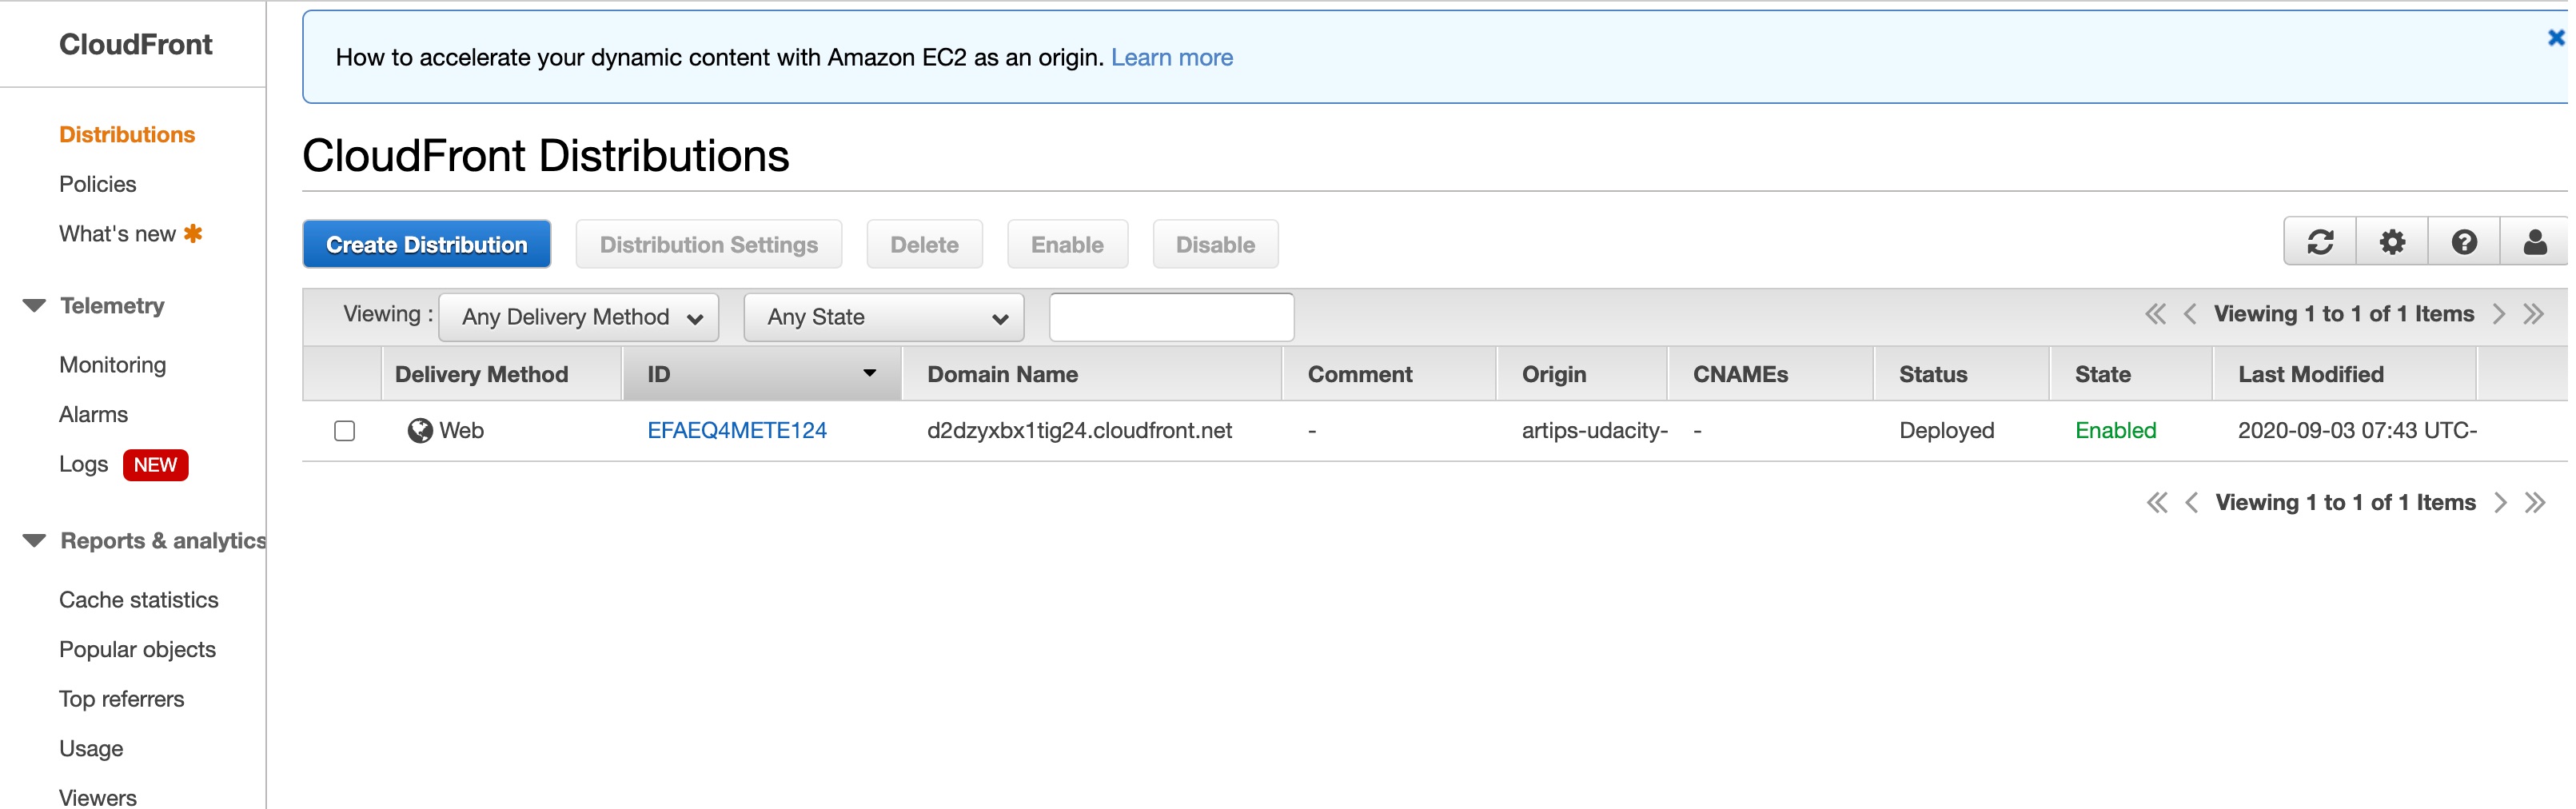 CloudFront
How to accelerate your dynamic content with Amazon EC2 as an origin. Learn more
Distributions
Policies
What's new
Telemetry
Monitoring
Alarms
Logs NEW
Reports & analytics
Cache statistics
Popular objects
Top referrers
Usage
Viewers
CloudFront Distributions
Create Distribution Distribution Settings Delete Enable Disable
Viewing : Any Delivery Method Any State Viewing 1 to 1 of 1 Items
Delivery Method ID Domain Name Comment Origin CNAMEs Status State Last Modified
Web EFAEQ4METE124 d2dzyxbx1tig24.cloudfront.net - artips-udacity- - Deployed Enabled 2020-09-03 07:43 UTC-
Viewing 1 to 1 of 1 Items